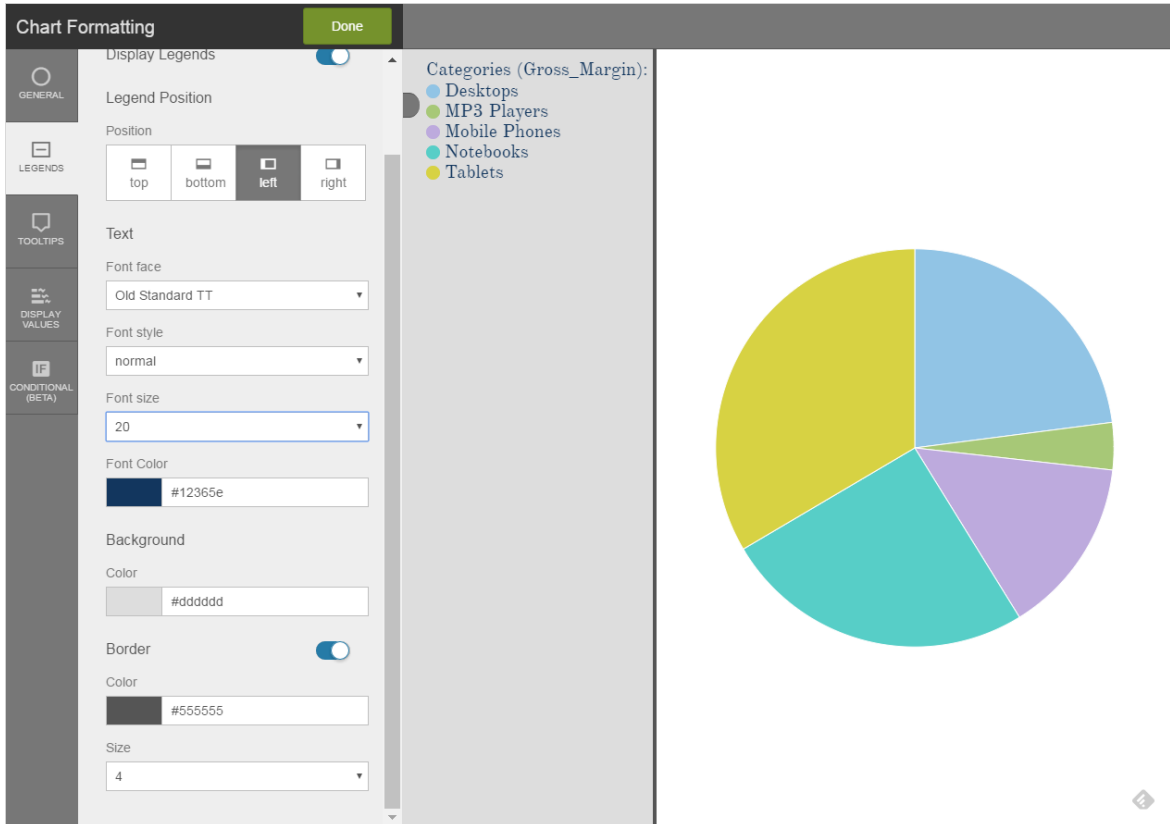 Chart Formatting
Done
GENERAL
LEGENDS
TOOLTIPS
DISPLAY
VALUES
IF
CONDITIONAL
(BETA)
Display Legends
Legend Position
Position
top bottom left right
Text
Font face
Old Standard TT
Font style
normal
Font size
20
Font Color
#12365e
Background
Color
#dddddd
Border
Color
#555555
Size
4
Categories (Gross_Margin):
Desktops
MP3 Players
Mobile Phones
Notebooks
Tablets